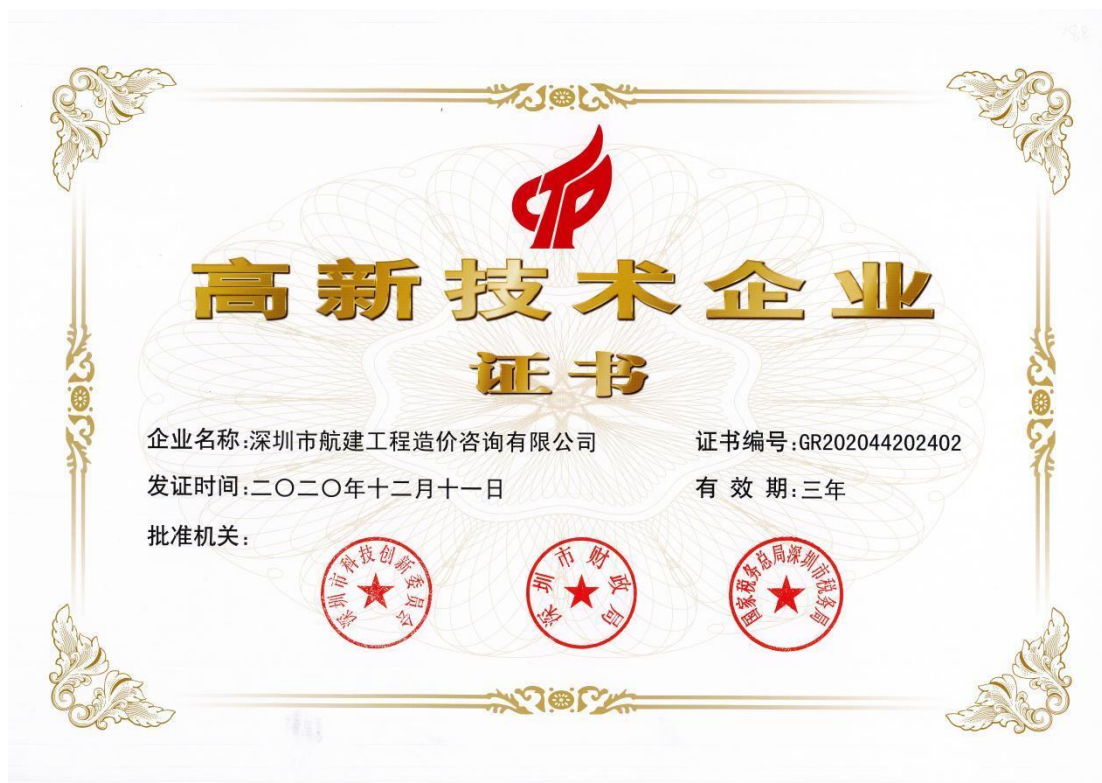 CTP
高新技术企业
证书
企业名称:深圳市航建工程造价咨询有限公司 证书编号:GR202044202402
发证时间:二〇二〇年十二月十一日 有 效 期:三年
批准机关:
深圳市科技创新委员会
深圳市财政局
国家税务总局深圳市税务局